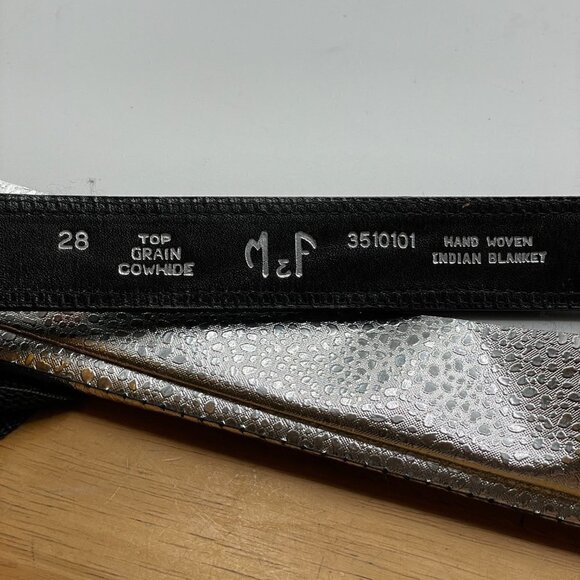 28
TOP
GRAIN
COWHIDE
M&F
3510101
HAND WOVEN
INDIAN BLANKET